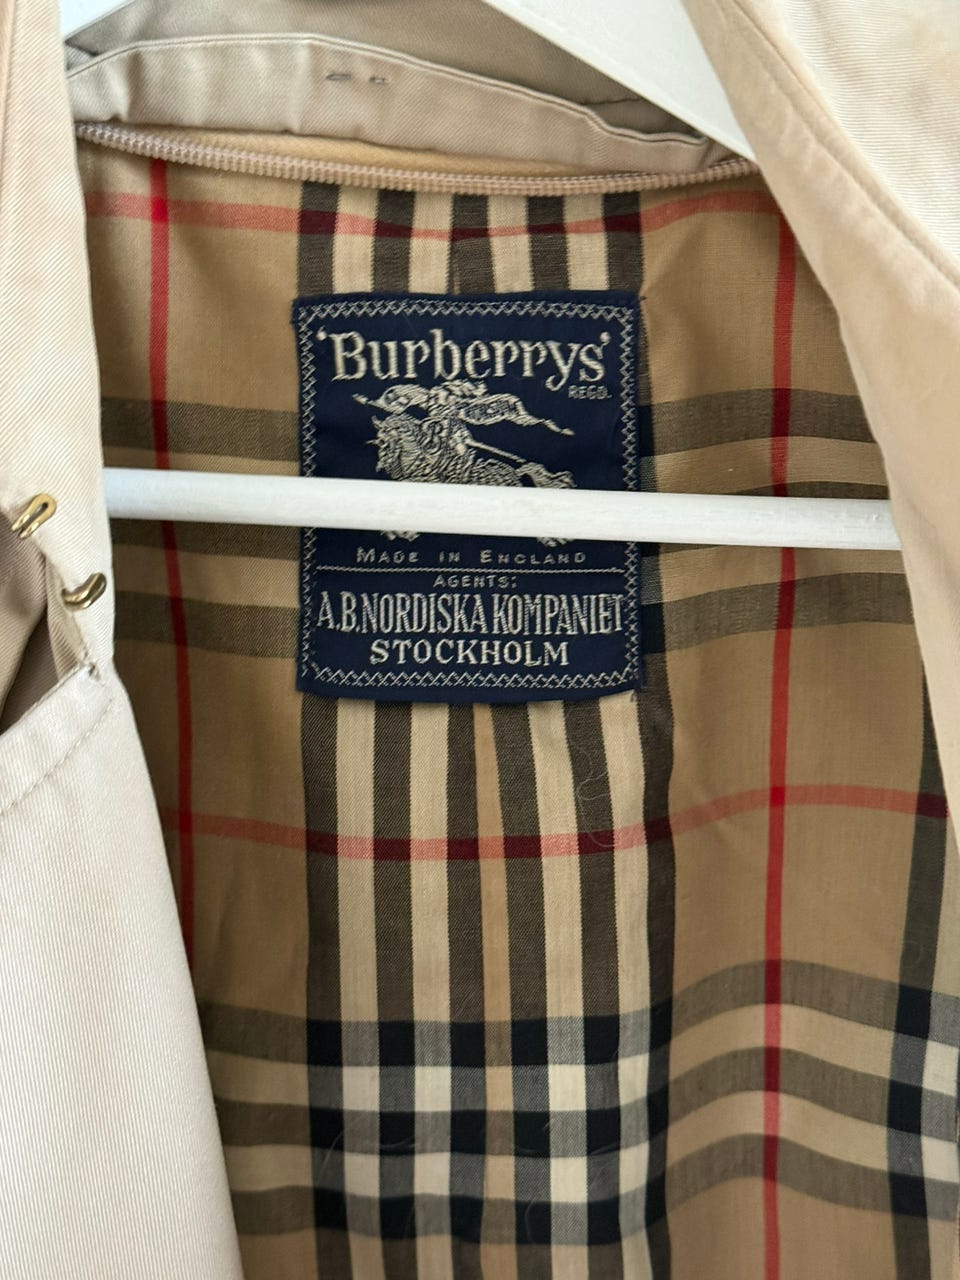 'Burberrys'
REGD.
MADE IN ENGLAND
AGENTS:
A.B. NORDISKA KOMPANIET
STOCKHOLM